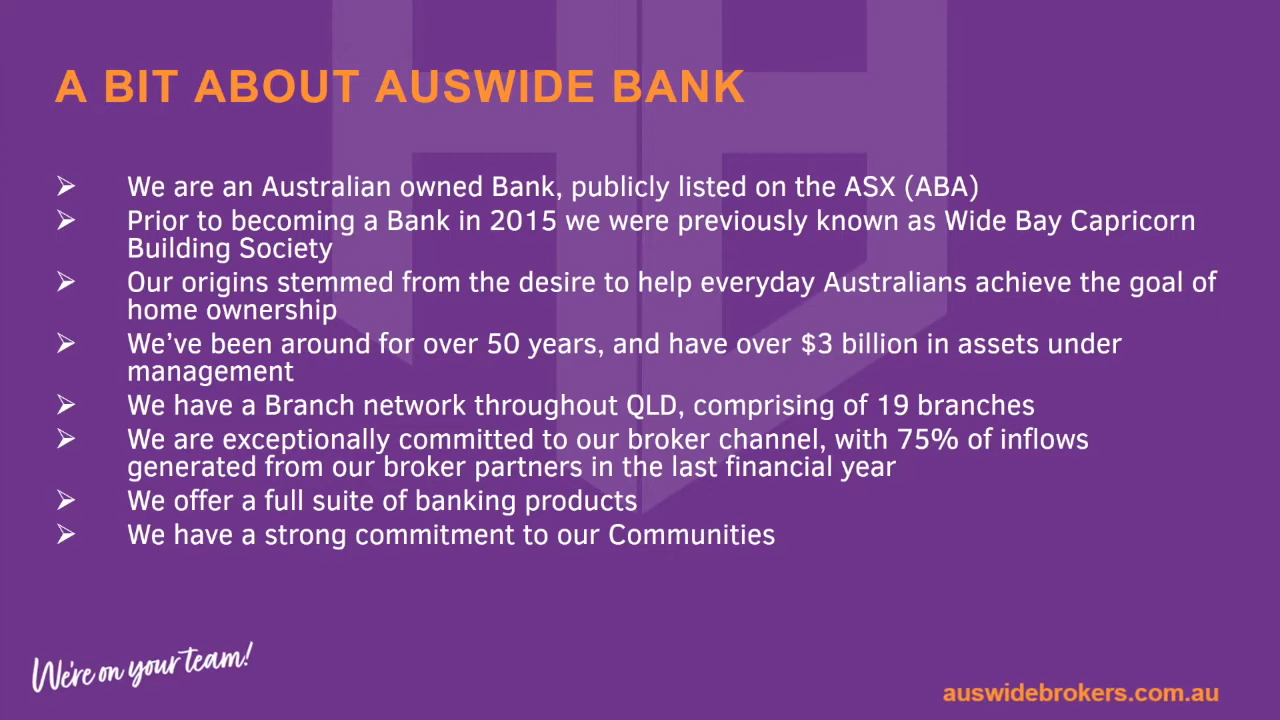 A BIT ABOUT AUSWIDE BANK
➢ We are an Australian owned Bank, publicly listed on the ASX (ABA)
➢ Prior to becoming a Bank in 2015 we were previously known as Wide Bay Capricorn
Building Society
➢ Our origins stemmed from the desire to help everyday Australians achieve the goal of
home ownership
➢ We’ve been around for over 50 years, and have over $3 billion in assets under
management
➢ We have a Branch network throughout QLD, comprising of 19 branches
➢ We are exceptionally committed to our broker channel, with 75% of inflows
generated from our broker partners in the last financial year
➢ We offer a full suite of banking products
➢ We have a strong commitment to our Communities
We're on your team!
auswidebrokers.com.au